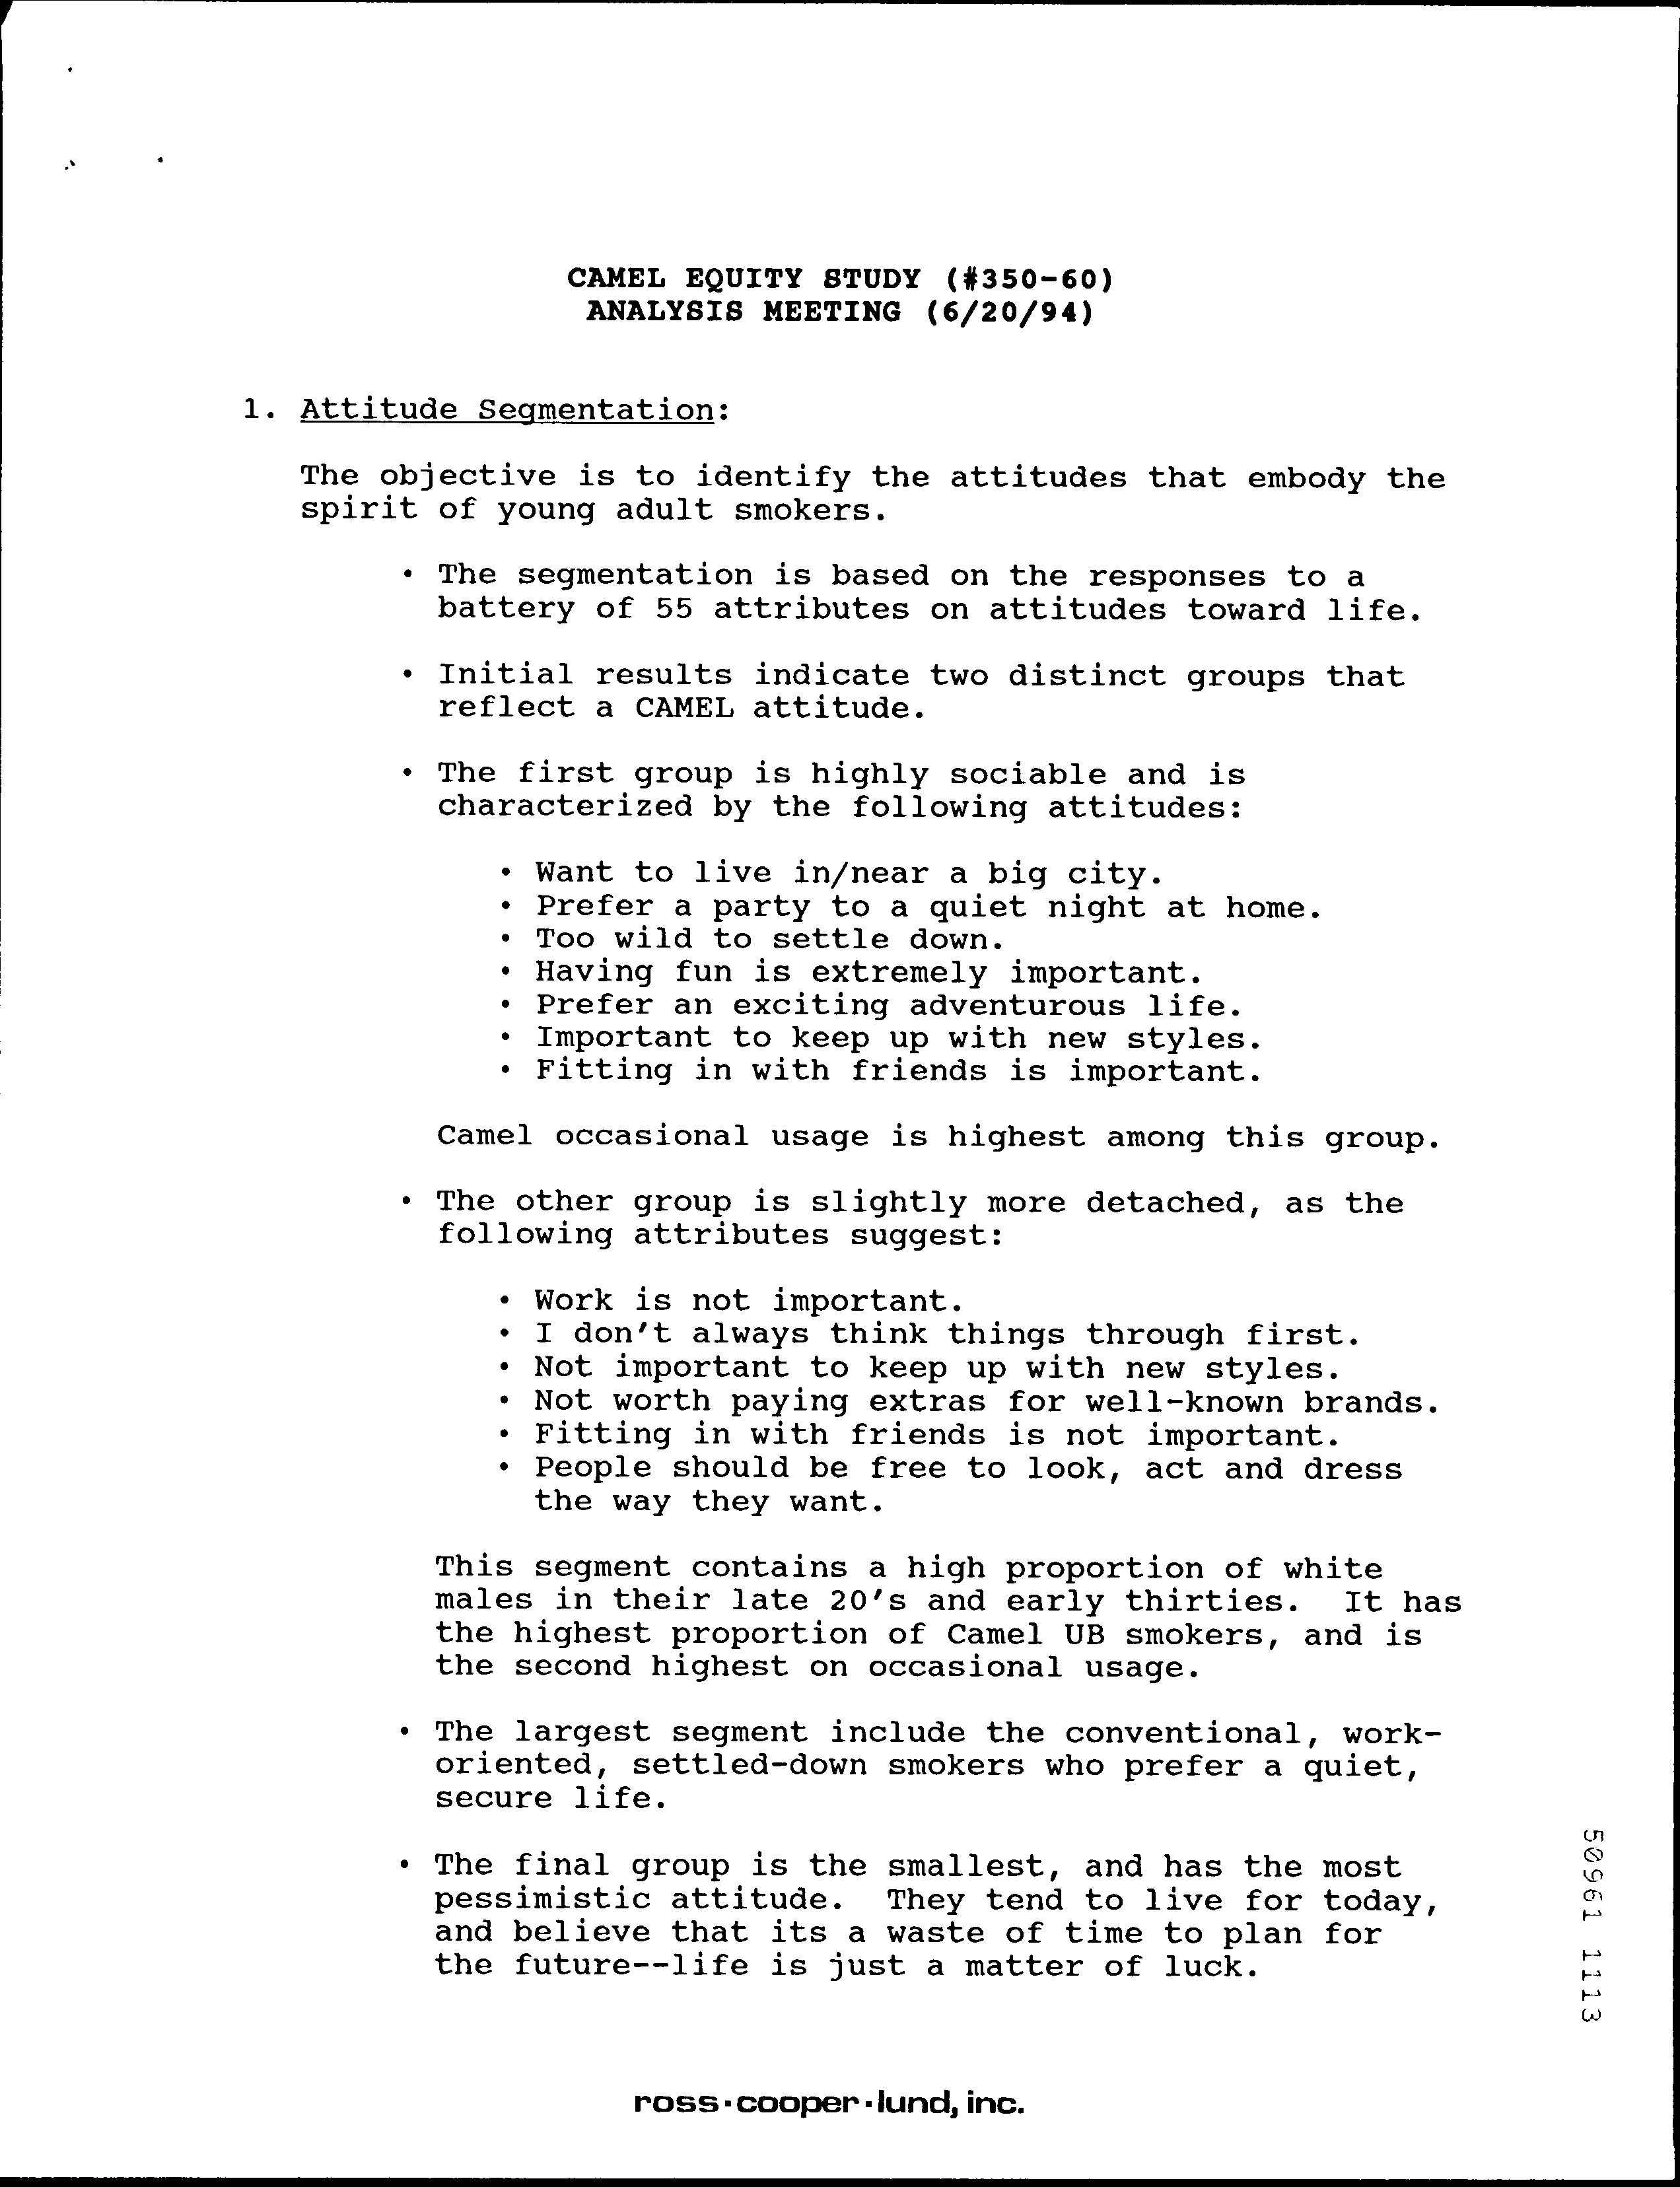 CAMEL EQUITY STUDY (#350-60)
ANALYSIS MEETING (6/20/94)
1. Attitude Segmentation:
The objective is to identify the attitudes that embody the
spirit of young adult smokers.
• The segmentation is based on the responses to a
battery of 55 attributes on attitudes toward life.
• Initial results indicate two distinct groups that
reflect a CAMEL attitude.
• The first group is highly sociable and is
characterized by the following attitudes:
• Want to live in/near a big city.
• Prefer a party to a quiet night at home.
• Too wild to settle down.
• Having fun is extremely important.
• Prefer an exciting adventurous life.
• Important to keep up with new styles.
• Fitting in with friends is important.
Camel occasional usage is highest among this group.
• The other group is slightly more detached, as the
following attributes suggest:
• Work is not important.
• I don't always think things through first.
• Not important to keep up with new styles.
• Not worth paying extras for well-known brands.
• Fitting in with friends is not important.
• People should be free to look, act and dress
the way they want.
This segment contains a high proportion of white
males in their late 20's and early thirties. It has
the highest proportion of Camel UB smokers, and is
the second highest on occasional usage.
• The largest segment include the conventional, work-
oriented, settled-down smokers who prefer a quiet,
secure life.
• The final group is the smallest, and has the most
pessimistic attitude. They tend to live for today,
and believe that its a waste of time to plan for
the future--life is just a matter of luck.
50961 1113
ross·cooper·lund, inc.